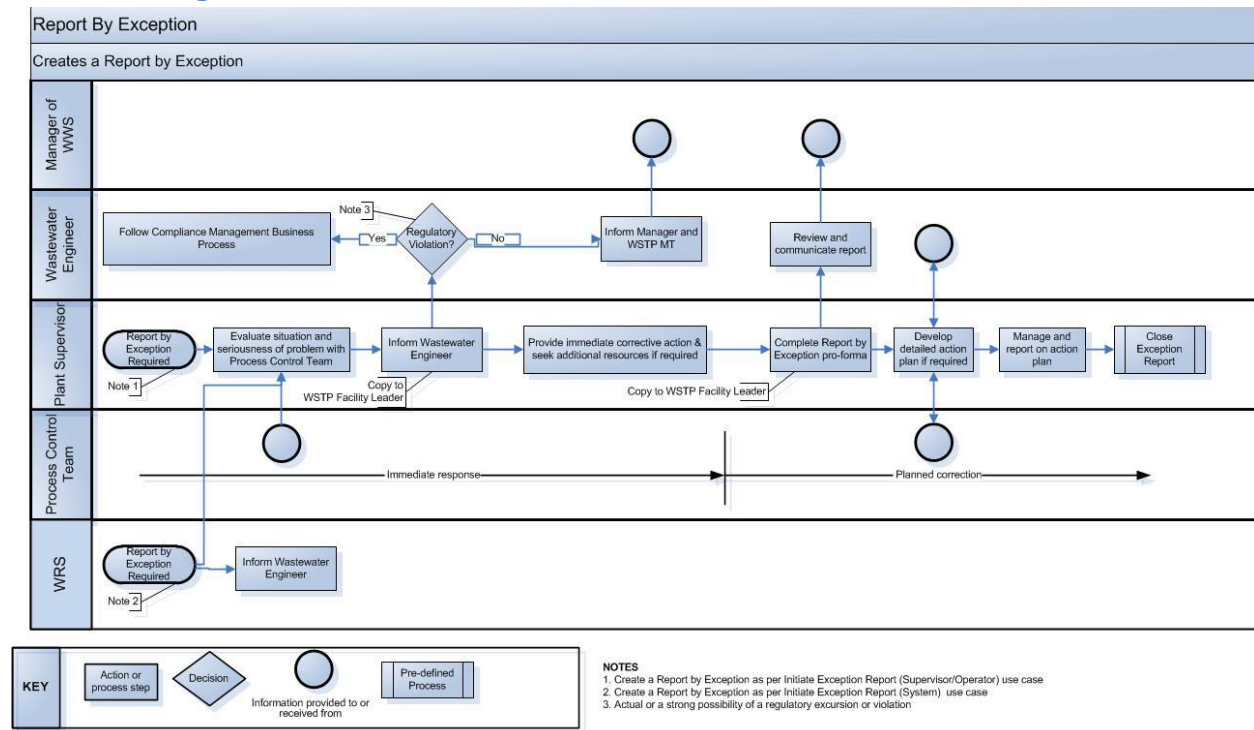 Report By Exception
Creates a Report by Exception
Manager of
WWS
Wastewater
Engineer
Note 3
Follow Compliance Management Business
Process
Yes
Regulatory
Violation?
No
Inform Manager and
WSTP MT
Review and
communicate report
Plant Supervisor
Report by
Exception
Required
Note 1
Evaluate situation and
seriousness of problem with
Process Control Team
Inform Wastewater
Engineer
Copy to
WSTP Facility Leader
Provide immediate corrective action &
seek additional resources if required
Complete Report by
Exception pro-forma
Copy to WSTP Facility Leader
Develop
detailed action
plan if required
Manage and
report on action
plan
Close
Exception
Report
Process Control
Team
Immediate response
Planned correction
WRS
Report by
Exception
Required
Note 2
Inform Wastewater
Engineer
KEY
Action or
process step
Decision
Information provided to or
received from
Pre-defined
Process
NOTES
1. Create a Report by Exception as per Initiate Exception Report (Supervisor/Operator) use case
2. Create a Report by Exception as per Initiate Exception Report (System) use case
3. Actual or a strong possibility of a regulatory excursion or violation